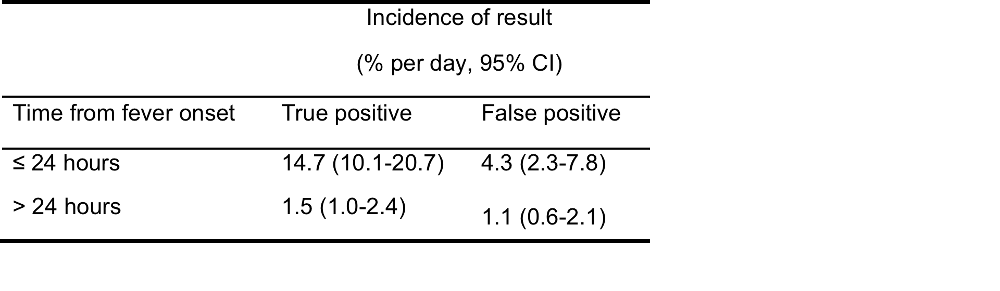 Incidence of result
(% per day, 95% CI)
Time from fever onset True positive False positive
≤ 24 hours 14.7 (10.1-20.7) 4.3 (2.3-7.8)
> 24 hours 1.5 (1.0-2.4) 1.1 (0.6-2.1)